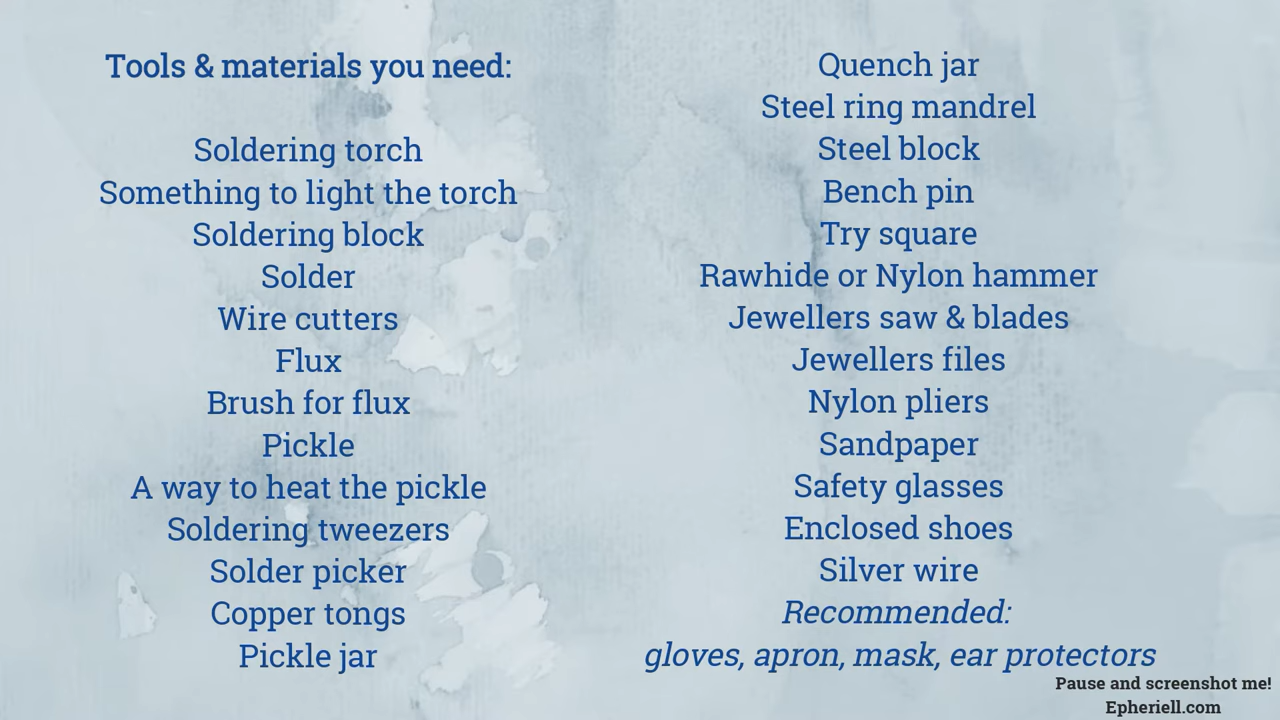 Tools & materials you need:
Soldering torch
Something to light the torch
Soldering block
Solder
Wire cutters
Flux
Brush for flux
Pickle
A way to heat the pickle
Soldering tweezers
Solder picker
Copper tongs
Pickle jar
Quench jar
Steel ring mandrel
Steel block
Bench pin
Try square
Rawhide or Nylon hammer
Jewellers saw & blades
Jewellers files
Nylon pliers
Sandpaper
Safety glasses
Enclosed shoes
Silver wire
Recommended:
gloves, apron, mask, ear protectors
Pause and screenshot me!
Epheriell.com